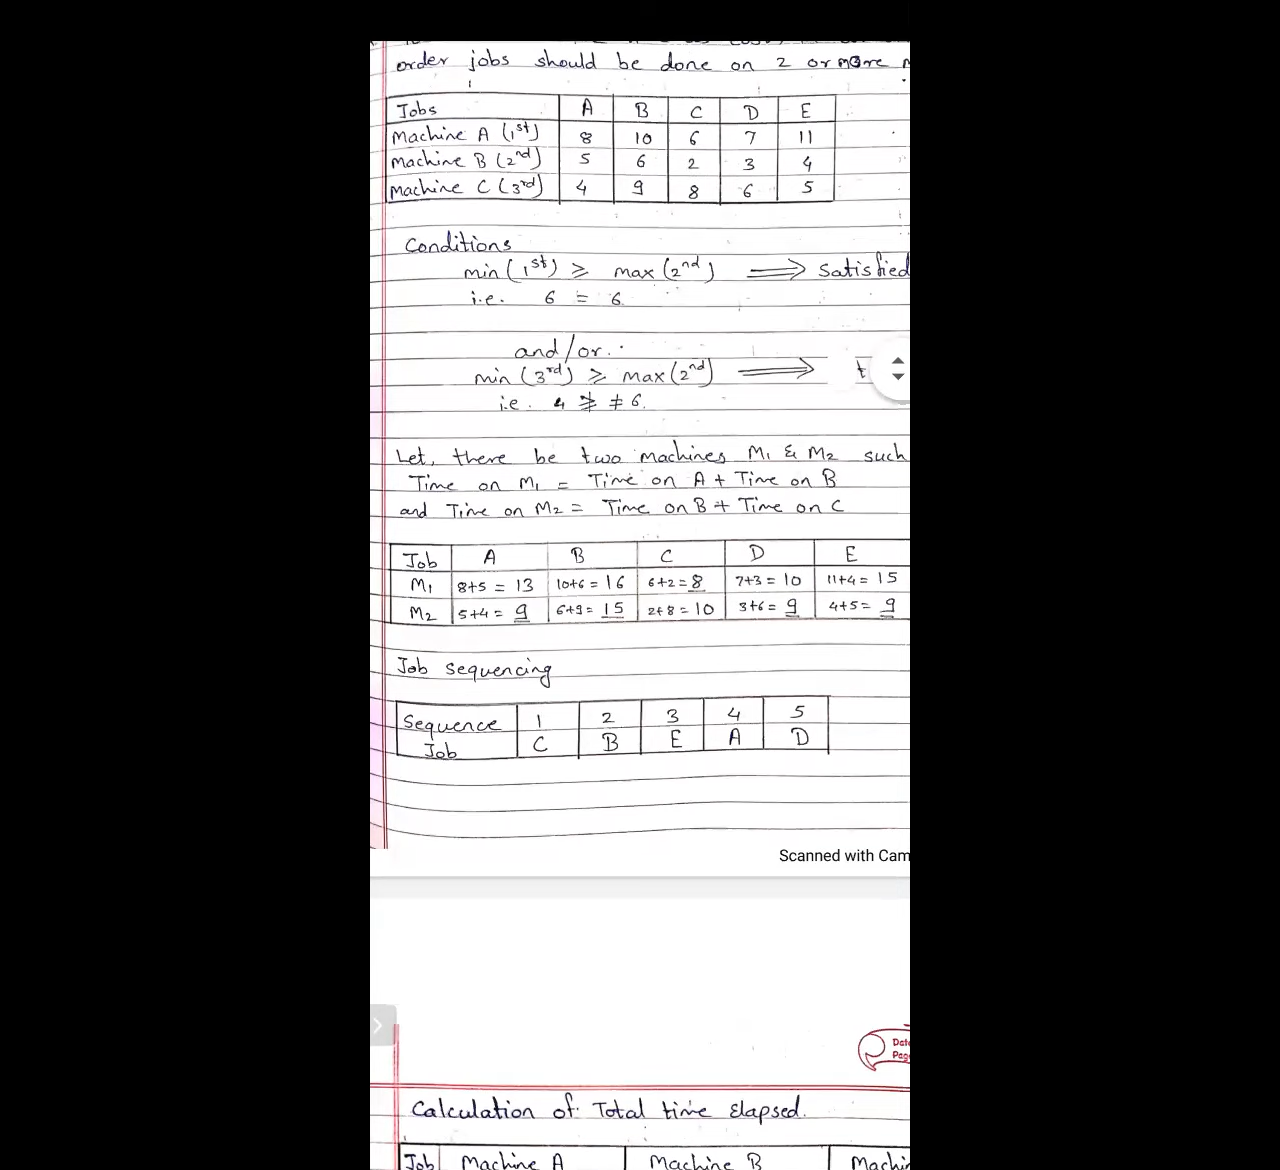 order jobs should be done on 2 or more
Jobs A B C D E
Machine A (1st) 8 10 6 7 11
Machine B (2nd) 5 6 2 3 4
Machine C (3rd) 4 9 8 6 5
Conditions
min (1st) ⩾ max (2nd) ⟹ satisfied
i.e. 6 = 6
and/or.
min (3rd) ⩾ max (2nd) ⟹
i.e. 4 ≱ ≠ 6.
Let, there be two machines M1 & M2 such
Time on M1 = Time on A + Time on B
and Time on M2 = Time on B + Time on C
Job A B C D E
M1 8+5 = 13 10+6 = 16 6+2 = 8 7+3 = 10 11+4 = 15
M2 5+4 = 9 6+9 = 15 2+8 = 10 3+6 = 9 4+5 = 9
Job sequencing
Sequence 1 2 3 4 5
Job C B E A D
Scanned with Cam
Date
Page
Calculation of Total time Elapsed.
Job Machine A Machine B Machin